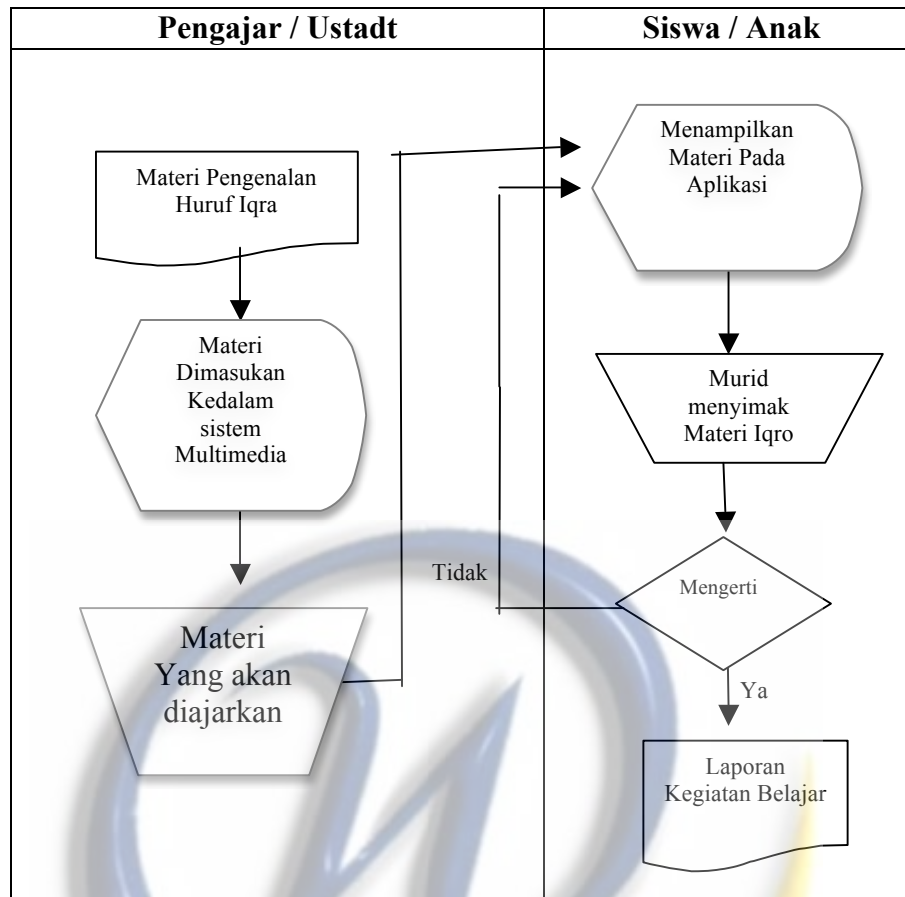 Pengajar / Ustadt
Siswa / Anak
Materi Pengenalan
Huruf Iqra
Materi
Dimasukan
Kedalam
sistem
Multimedia
Materi
Yang akan
diajarkan
Menampilkan
Materi Pada
Aplikasi
Murid
menyimak
Materi Iqro
Mengerti
Tidak
Ya
Laporan
Kegiatan Belajar